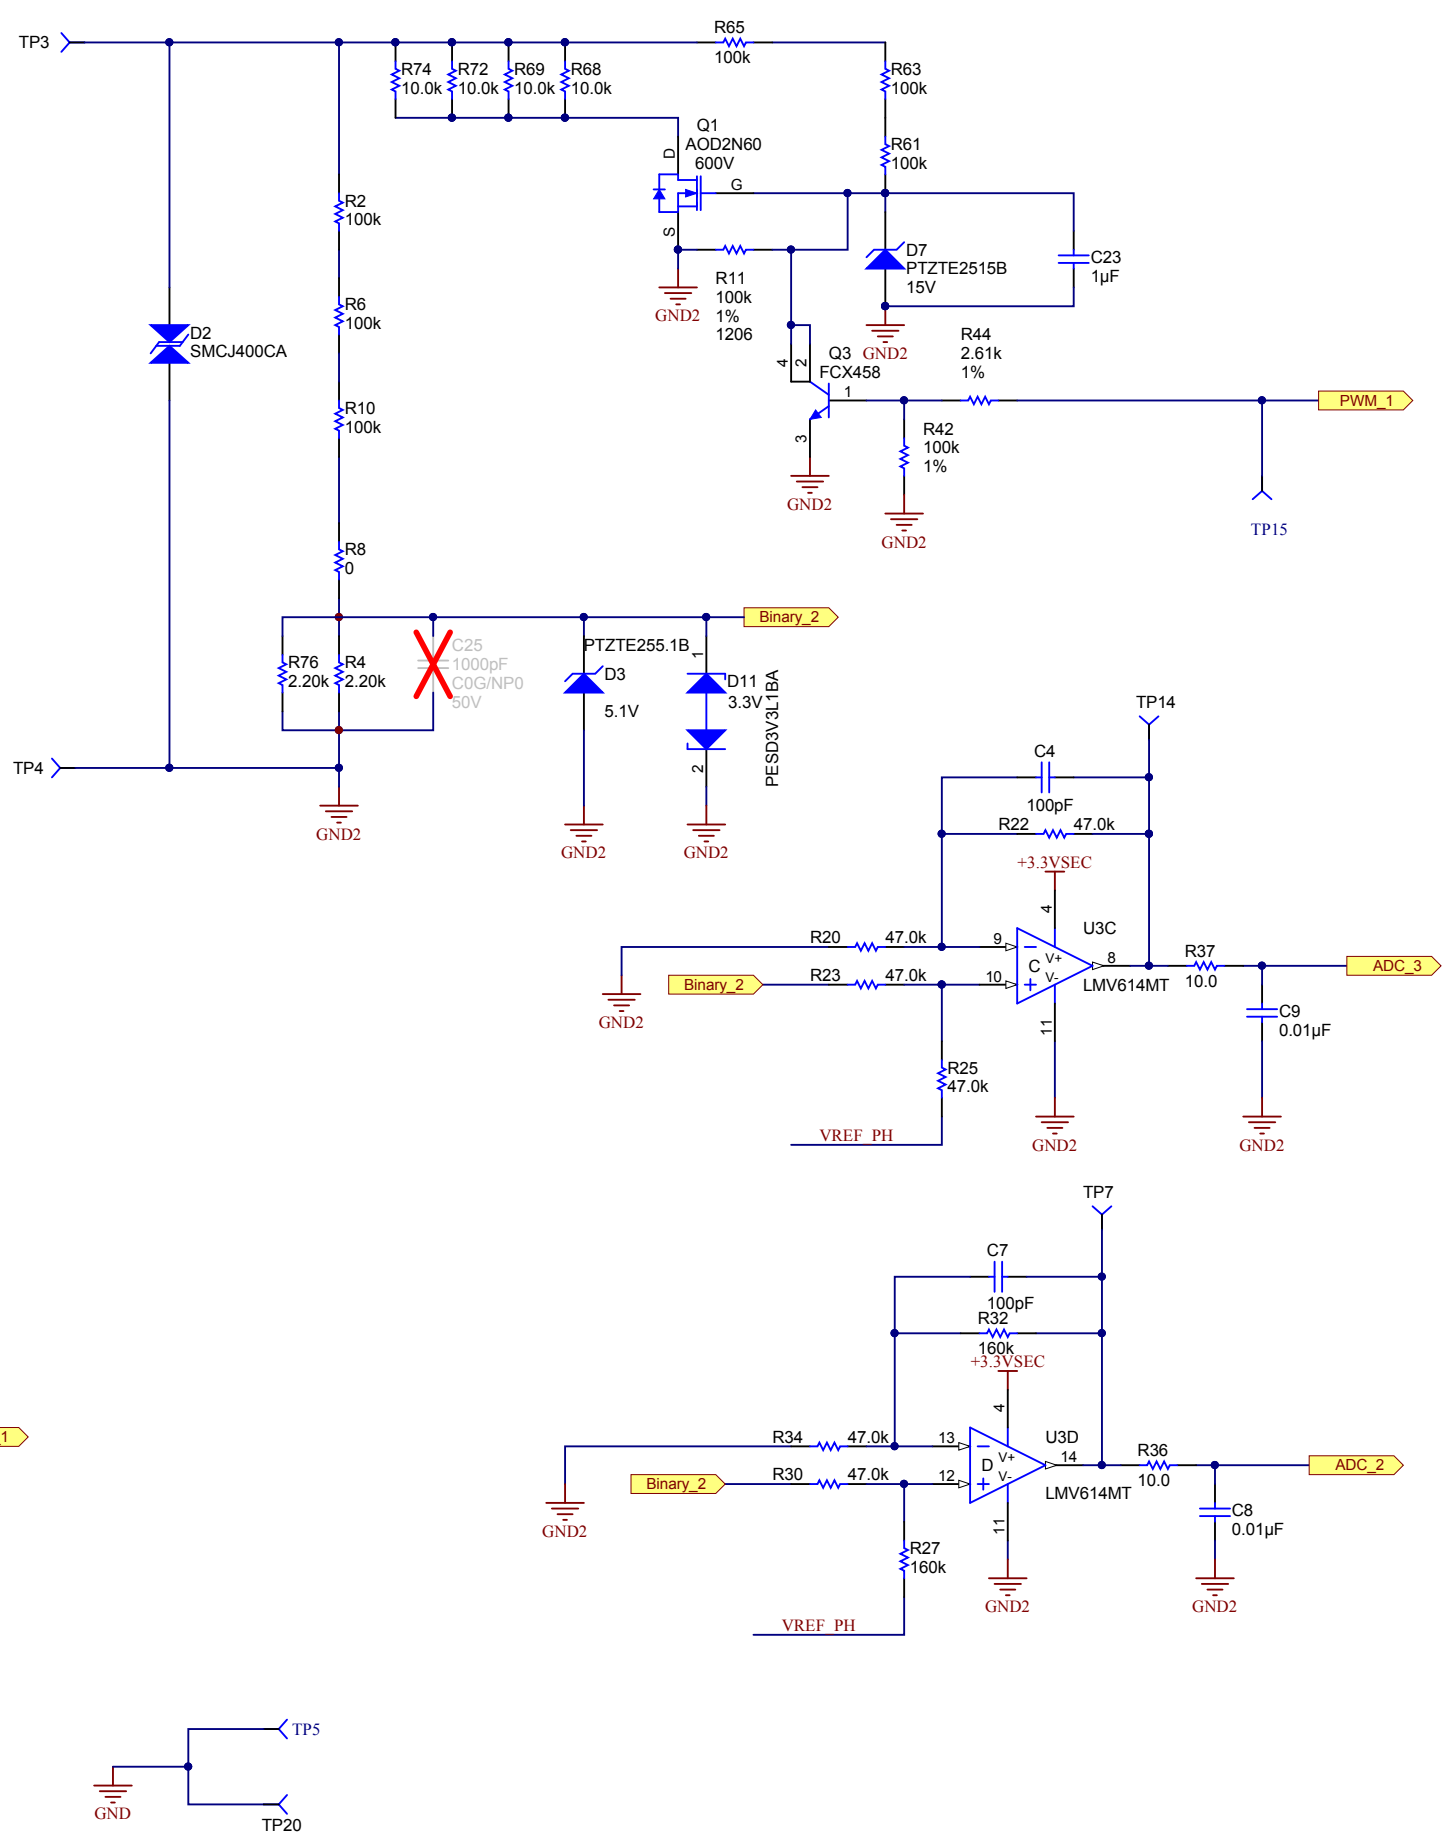 TP3
R65
100k
R74
10.0k
R72
10.0k
R69
10.0k
R68
10.0k
R63
100k
Q1
AOD2N60
600V
D
G
S
R61
100k
R2
100k
R11
100k
1%
1206
GND2
D7
PTZTE2515B
15V
C23
1µF
GND2
R6
100k
D2
SMCJ400CA
Q3
FCX458
4
2
1
3
R44
2.61k
1%
PWM_1
R10
100k
R42
100k
1%
GND2
GND2
TP15
R8
0
Binary_2
R76
2.20k
R4
2.20k
C25
1000pF
C0G/NP0
50V
PTZTE255.1B
D3
5.1V
1
D11
3.3V
2
PESD3V3L1BA
TP4
GND2
GND2
GND2
TP14
C4
100pF
R22
47.0k
+3.3VSEC
4
U3C
R20
47.0k
9
V+
C
8
R37
10.0
ADC_3
Binary_2
R23
47.0k
10
V-
LMV614MT
11
GND2
C9
0.01µF
R25
47.0k
GND2
GND2
VREF_PH
TP7
C7
100pF
R32
160k
+3.3VSEC
4
1
U3D
R34
47.0k
13
V+
D
14
R36
10.0
ADC_2
Binary_2
R30
47.0k
12
V-
LMV614MT
11
GND2
C8
0.01µF
R27
160k
GND2
GND2
VREF_PH
TP5
GND
TP20